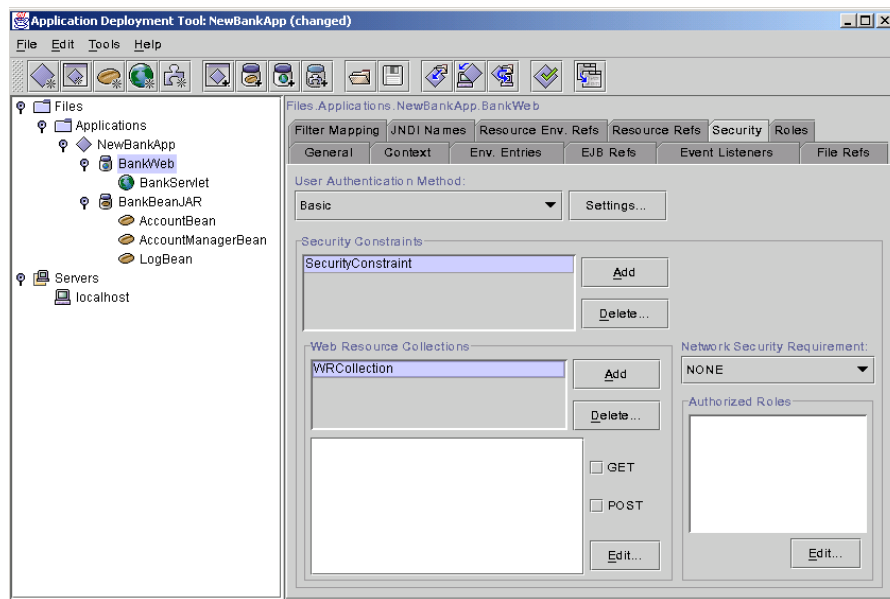 Application Deployment Tool: NewBankApp (changed)
File Edit Tools Help
Files
Applications
NewBankApp
BankWeb
BankServlet
BankBeanJAR
AccountBean
AccountManagerBean
LogBean
Servers
localhost
Files.Applications.NewBankApp.BankWeb
Filter Mapping JNDI Names Resource Env. Refs Resource Refs Security Roles
General Context Env. Entries EJB Refs Event Listeners File Refs
User Authentication Method:
Basic Settings...
Security Constraints
SecurityConstraint
Add
Delete...
Web Resource Collections
WRCollection
Add
Delete...
GET
POST
Edit...
Network Security Requirement:
NONE
Authorized Roles
Edit...